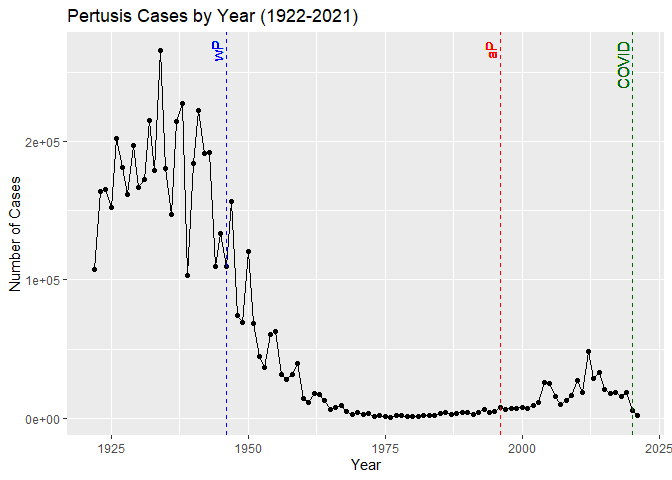 Pertusis Cases by Year (1922-2021)
wP
aP
COVID
2e+05
1e+05
0e+00
Number of Cases
1925
1950
1975
2000
2025
Year